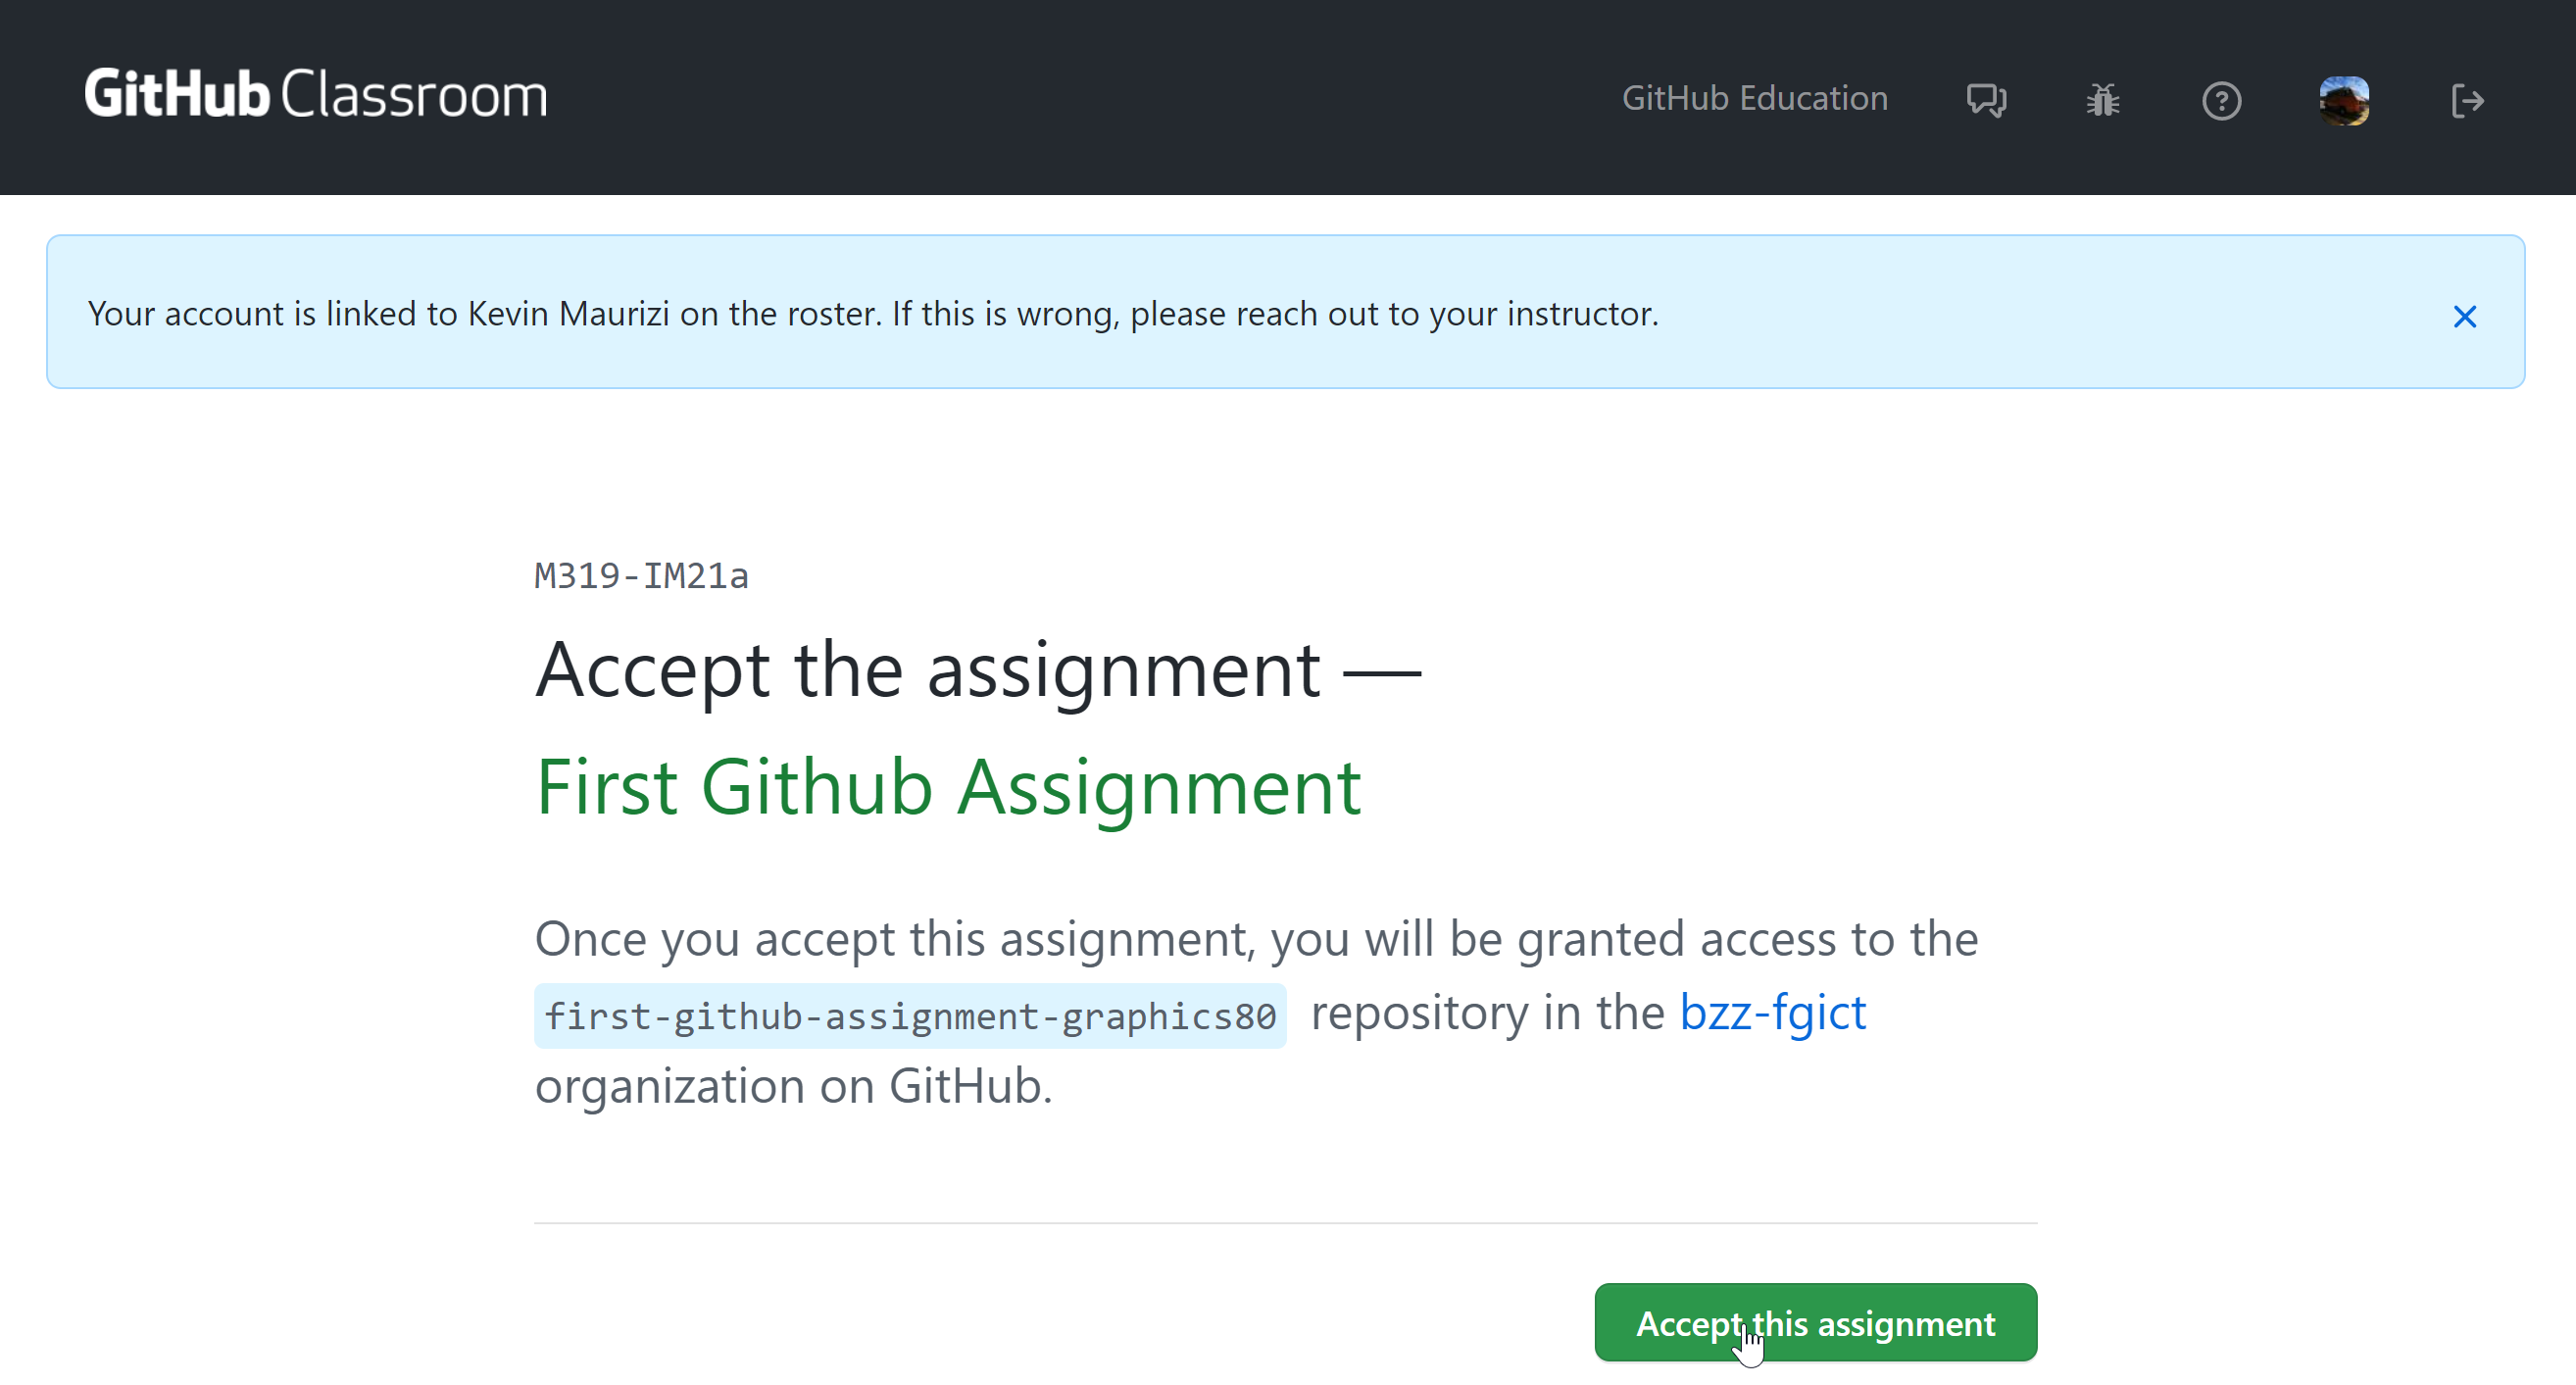 GitHub Classroom
GitHub Education
Your account is linked to Kevin Maurizi on the roster. If this is wrong, please reach out to your instructor.
M319-IM21a
Accept the assignment —
First Github Assignment
Once you accept this assignment, you will be granted access to the
first-github-assignment-graphics80 repository in the bzz-fgict
organization on GitHub.
Accept this assignment